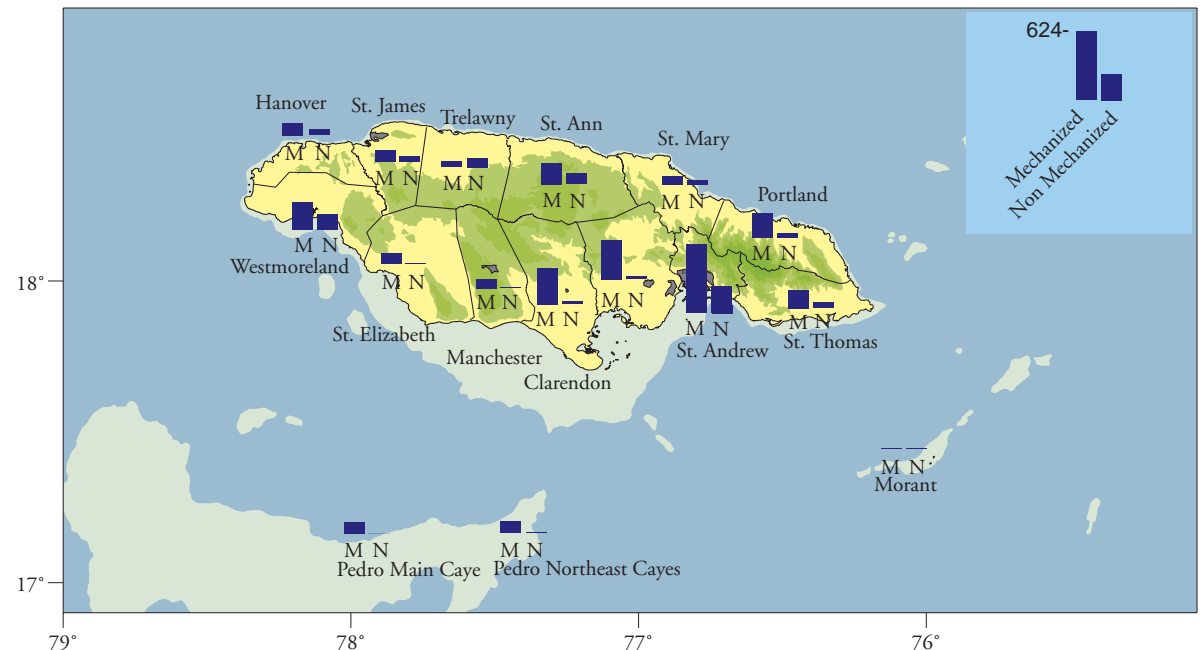 624-
Mechanized
Non Mechanized
Hanover
M N
St. James
M N
Trelawny
M N
St. Ann
M N
St. Mary
M N
Portland
M N
M N
Westmoreland
M N
St. Elizabeth
M N
Manchester
M N
Clarendon
M N
M N
St. Andrew
M N
St. Thomas
M N
Morant
M N
Pedro Main Caye
M N
Pedro Northeast Cayes
18°
17°
79°
78°
77°
76°